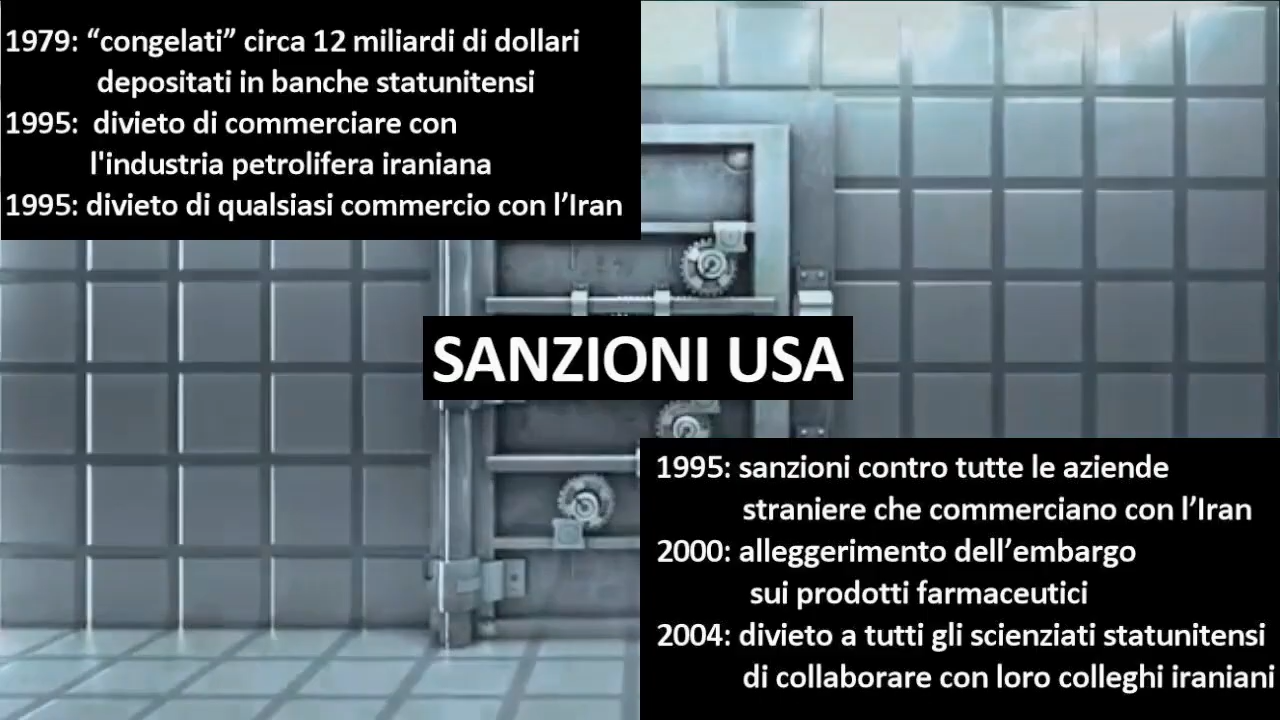 1979: “congelati” circa 12 miliardi di dollari
depositati in banche statunitensi
1995: divieto di commerciare con
l'industria petrolifera iraniana
1995: divieto di qualsiasi commercio con l’Iran
SANZIONI USA
1995: sanzioni contro tutte le aziende
straniere che commerciano con l’Iran
2000: alleggerimento dell’embargo
sui prodotti farmaceutici
2004: divieto a tutti gli scienziati statunitensi
di collaborare con loro colleghi iraniani